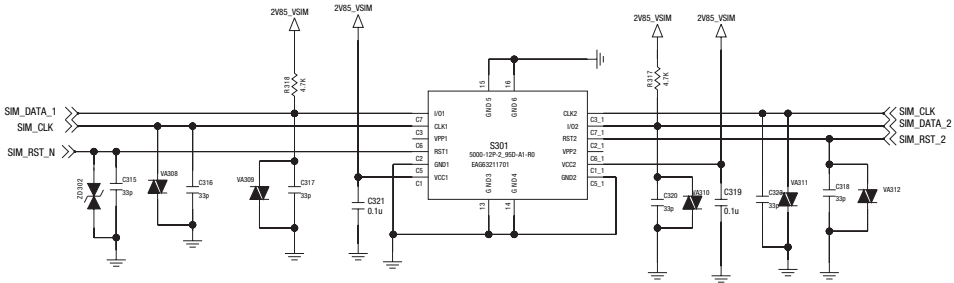 2V85_VSIM
2V85_VSIM
2V85_VSIM
2V85_VSIM
R318
4.7K
R317
4.7K
15
16
GND5
GND6
SIM_DATA_1
SIM_CLK
SIM_RST_N
C7
C3
C6
C2
C5
C1
I/O1
CLK1
VPP1
RST1
GND1
VCC1
S301
5000-12P-2_95D-A1-R0
EAG63211701
CLK2
I/O2
RST2
VPP2
VCC2
GND2
C3_1
C7_1
C2_1
C6_1
C1_1
C5_1
SIM_CLK
SIM_DATA_2
SIM_RST_2
GND3
GND4
13
14
ZD302
C315
33p
VA308
C316
33p
VA309
C317
33p
C321
0.1u
C320
33p
VA310
C319
0.1u
33p
VA311
C318
33p
VA312